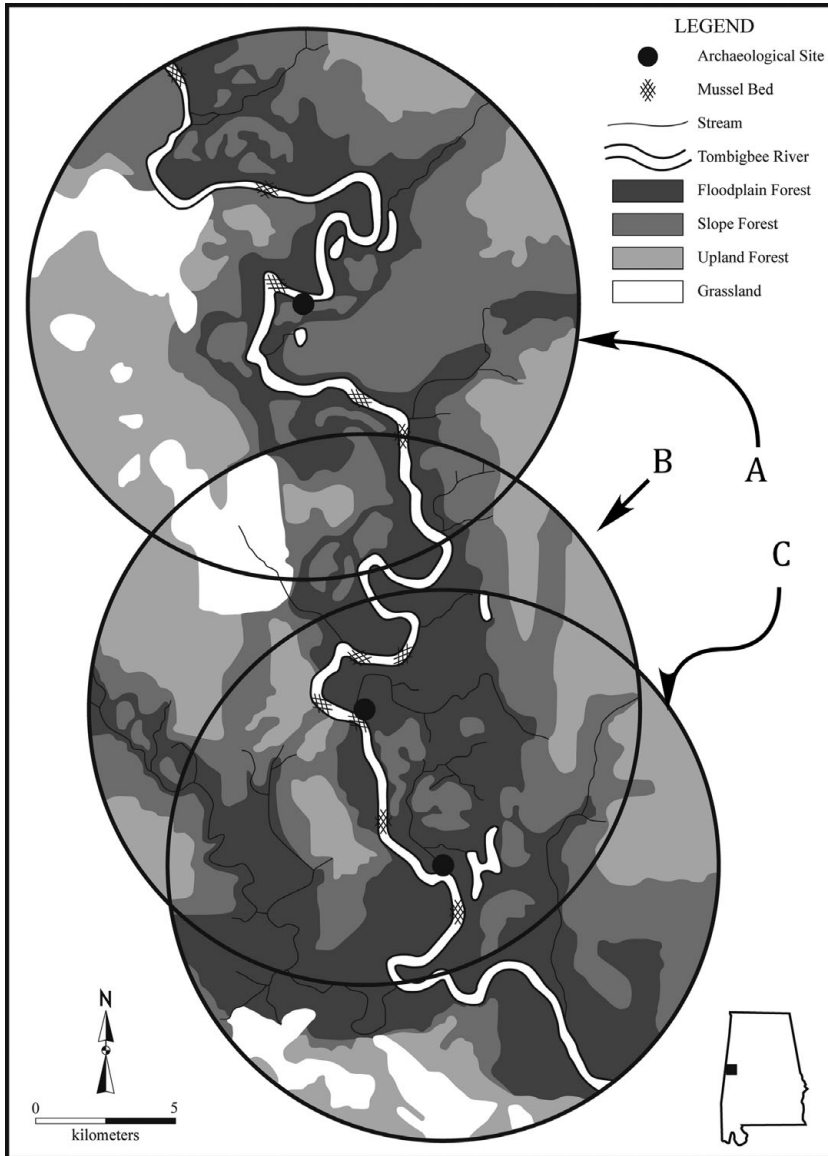 LEGEND
Archaeological Site
Mussel Bed
Stream
Tombigbee River
Floodplain Forest
Slope Forest
Upland Forest
Grassland
A
B
C
N
0 5
kilometers